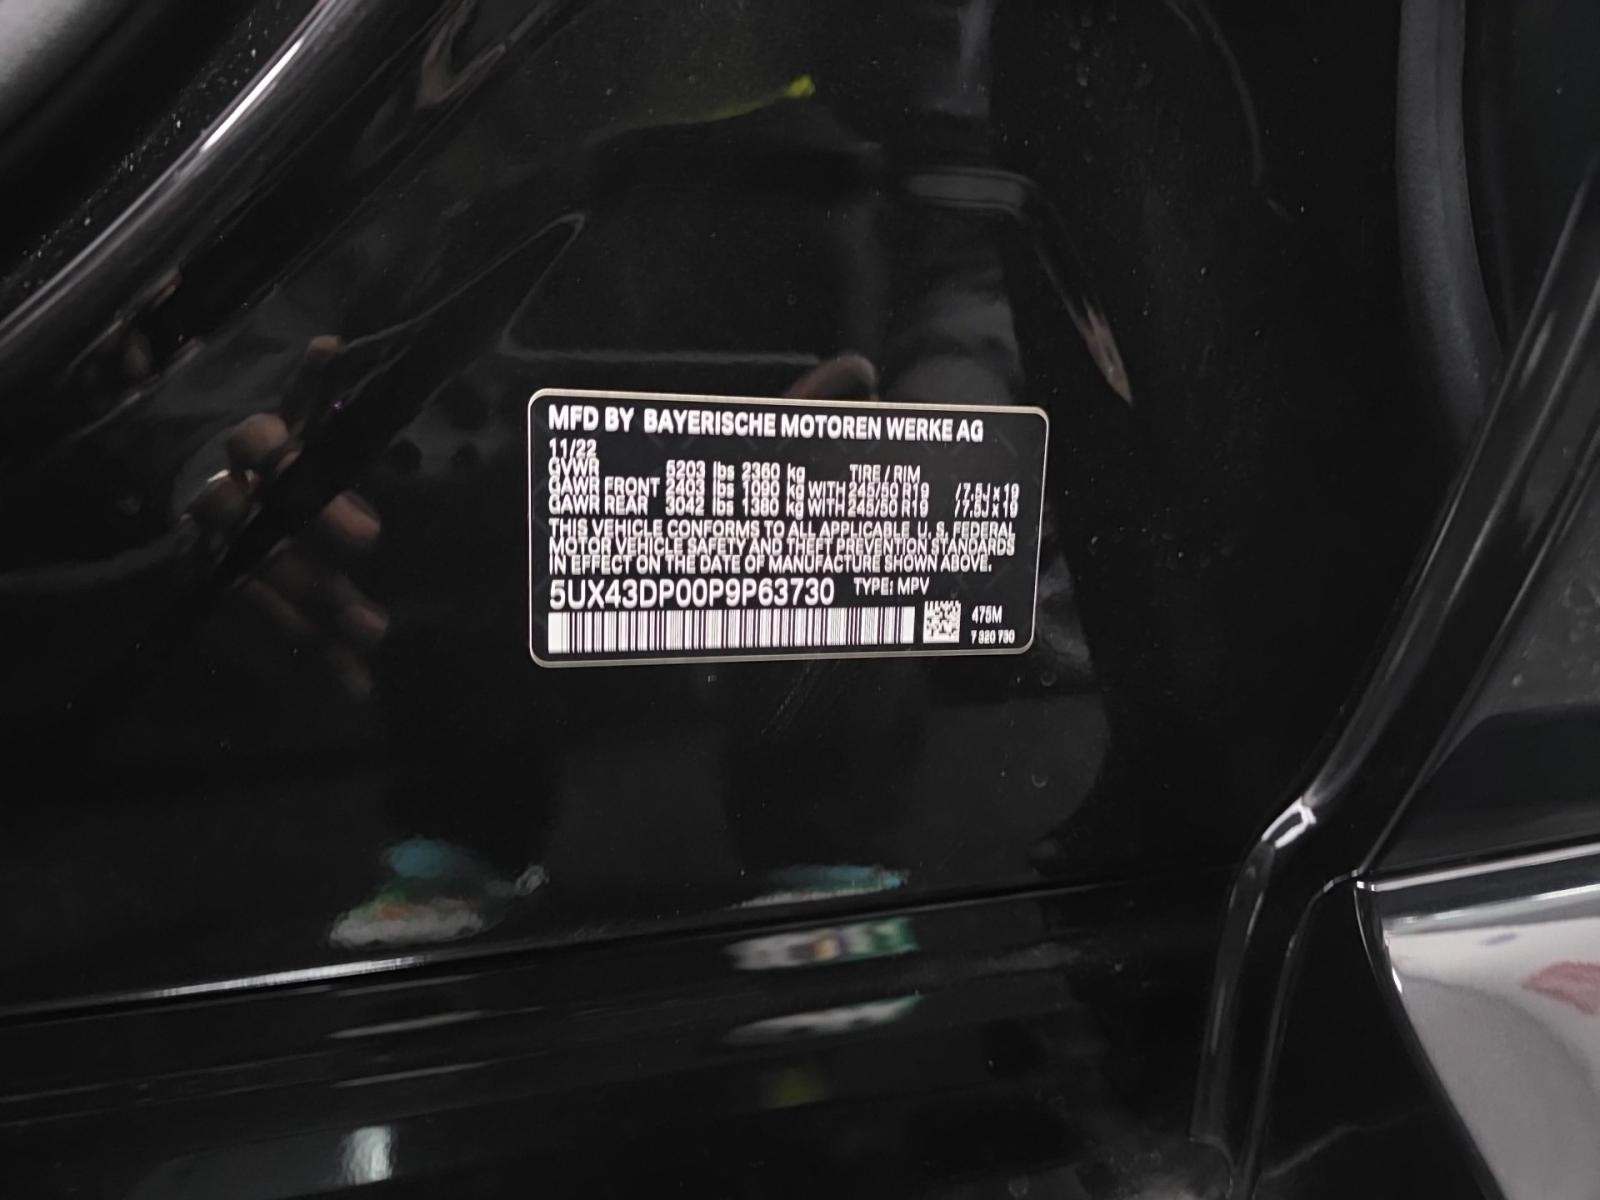 MFD BY BAYERISCHE MOTOREN WERKE AG
11/22
GVWR 5203 lbs 2360 kg TIRE / RIM
GAWR FRONT 2403 lbs 1090 kg WITH 245/50 R19 /7.5J x 19
GAWR REAR 3042 lbs 1380 kg WITH 245/50 R19 /7.5J x 19
THIS VEHICLE CONFORMS TO ALL APPLICABLE U. S. FEDERAL
MOTOR VEHICLE SAFETY AND THEFT PREVENTION STANDARDS
IN EFFECT ON THE DATE OF MANUFACTURE SHOWN ABOVE.
5UX43DP00P9P63730 TYPE: MPV
475M
7 320 730